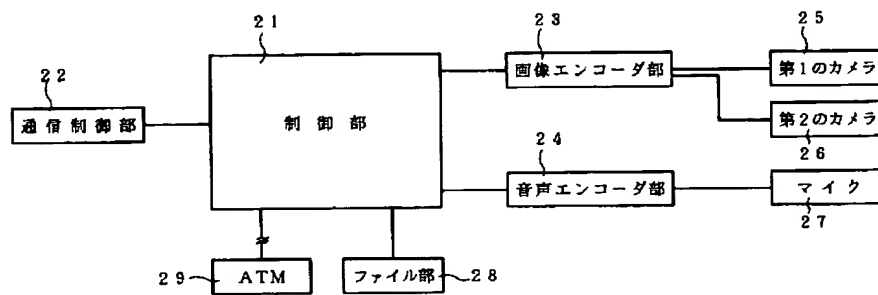 21
23
25
22
画像エンコーダ部
第1のカメラ
通信制御部
制御部
第2のカメラ
24
26
音声エンコーダ部
マイク
27
29
ATM
ファイル部
28